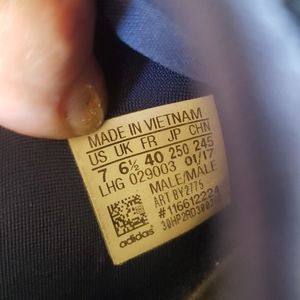 MADE IN VIETNAM
US UK FR JP CHN
7 6½ 40 250 245
LHG 029003 01/17
MALE/MALE
ART BY2775
#116612224
adidas